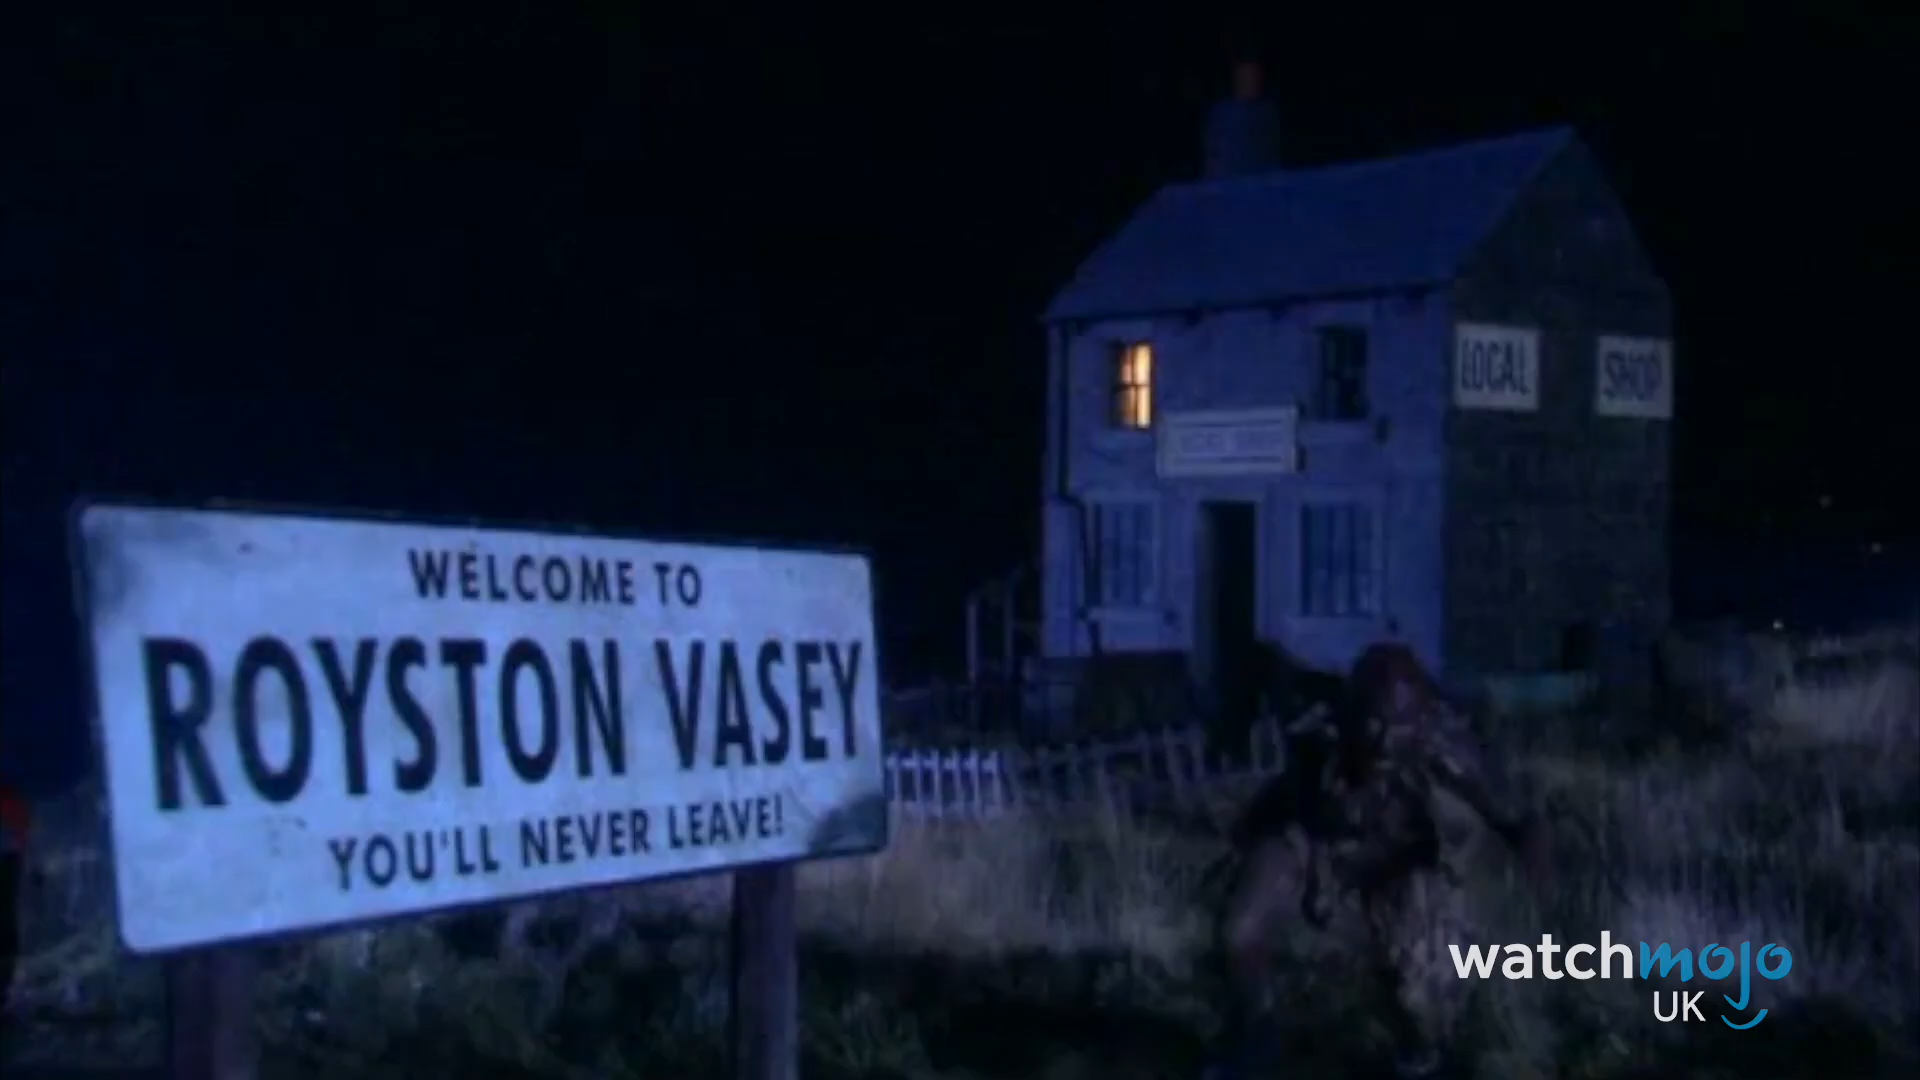 WELCOME TO
ROYSTON VASEY
YOU'LL NEVER LEAVE!
LOCAL SHOP
watchmojo
UK